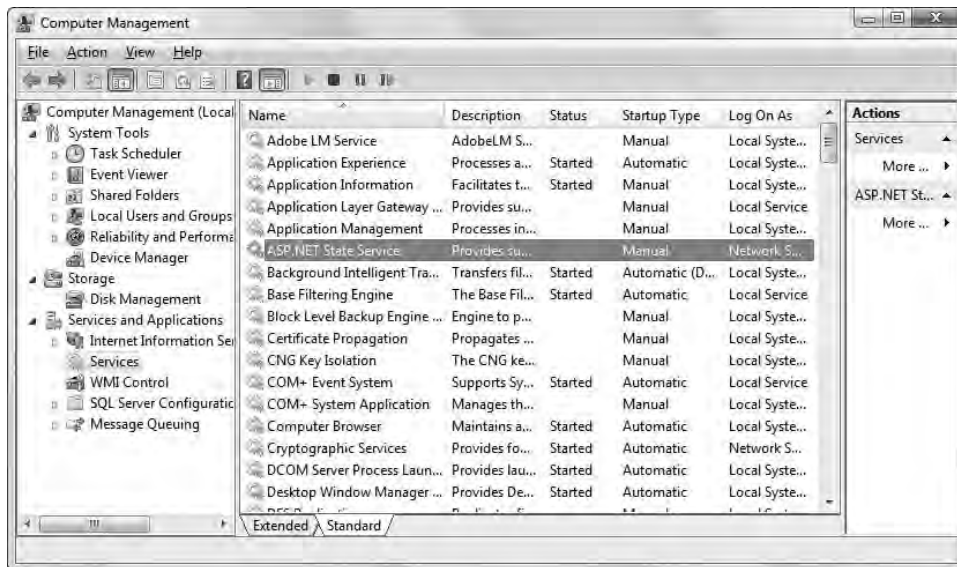 Computer Management
File Action View Help
Computer Management (Local
System Tools
Task Scheduler
Event Viewer
Shared Folders
Local Users and Groups
Reliability and Performa
Device Manager
Storage
Disk Management
Services and Applications
Internet Information Ser
Services
WMI Control
SQL Server Configuratic
Message Queuing
Name Description Status Startup Type Log On As
Adobe LM Service AdobeLM S... Manual Local Syste...
Application Experience Processes a... Started Automatic Local Syste...
Application Information Facilitates t... Started Manual Local Syste...
Application Layer Gateway ... Provides su... Manual Local Service
Application Management Processes in... Manual Local Syste...
ASP.NET State Service Provides su... Manual Network S...
Background Intelligent Tra... Transfers fil... Started Automatic (D... Local Syste...
Base Filtering Engine The Base Fil... Started Automatic Local Service
Block Level Backup Engine ... Engine to p... Manual Local Syste...
Certificate Propagation Propagates ... Manual Local Syste...
CNG Key Isolation The CNG ke... Manual Local Syste...
COM+ Event System Supports Sy... Started Automatic Local Service
COM+ System Application Manages th... Manual Local Syste...
Computer Browser Maintains a... Started Automatic Local Syste...
Cryptographic Services Provides fo... Started Automatic Network S...
DCOM Server Process Laun... Provides lau... Started Automatic Local Syste...
Desktop Window Manager ... Provides De... Started Automatic Local Syste...
Extended Standard
Actions
Services
More ...
ASP.NET St...
More ...